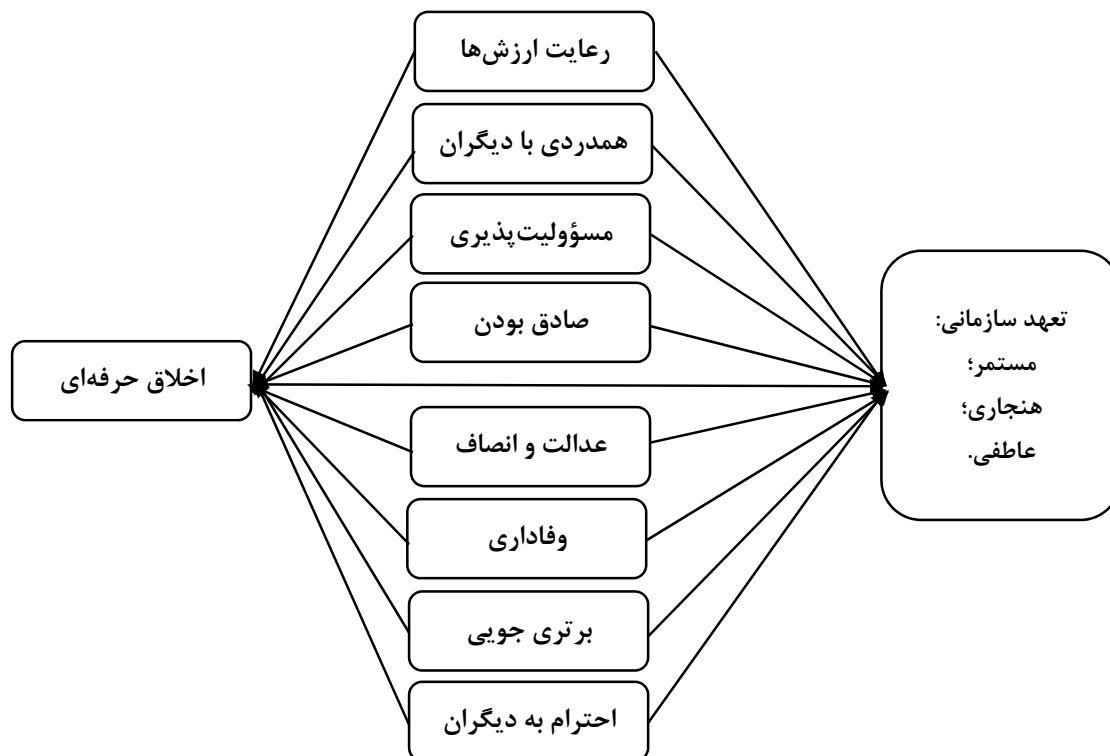 رعایت ارزش‌ها
همدردی با دیگران
مسؤولیت‌پذیری
صادق بودن
تعهد سازمانی:
مستمر؛
هنجاری؛
عاطفی.
اخلاق حرفه‌ای
عدالت و انصاف
وفاداری
برتری جویی
احترام به دیگران